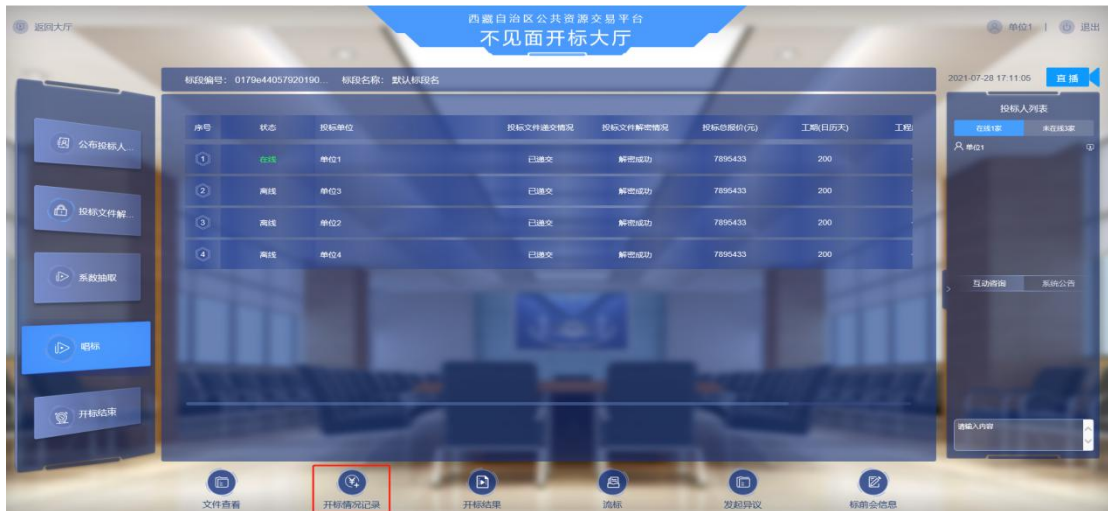 返回大厅
西藏自治区公共资源交易平台
不见面开标大厅
单位1 | 退出
标段编号: 0179e44057920190... 标段名称: 默认标段名
2021-07-28 17:11:05 直播
公布投标人...
投标文件解...
系数抽取
唱标
开标结束
序号 状态 投标单位 投标文件递交情况 投标文件解密情况 投标总报价(元) 工期(日历天) 工程
1 在线 单位1 已递交 解密成功 7895433 200
2 离线 单位3 已递交 解密成功 7895433 200
3 离线 单位2 已递交 解密成功 7895433 200
4 离线 单位4 已递交 解密成功 7895433 200
投标人列表
在线1家 未在线3家
单位1
互动咨询 系统公告
请输入内容
文件查看 开标情况记录 开标结果 流标 发起异议 标前会信息